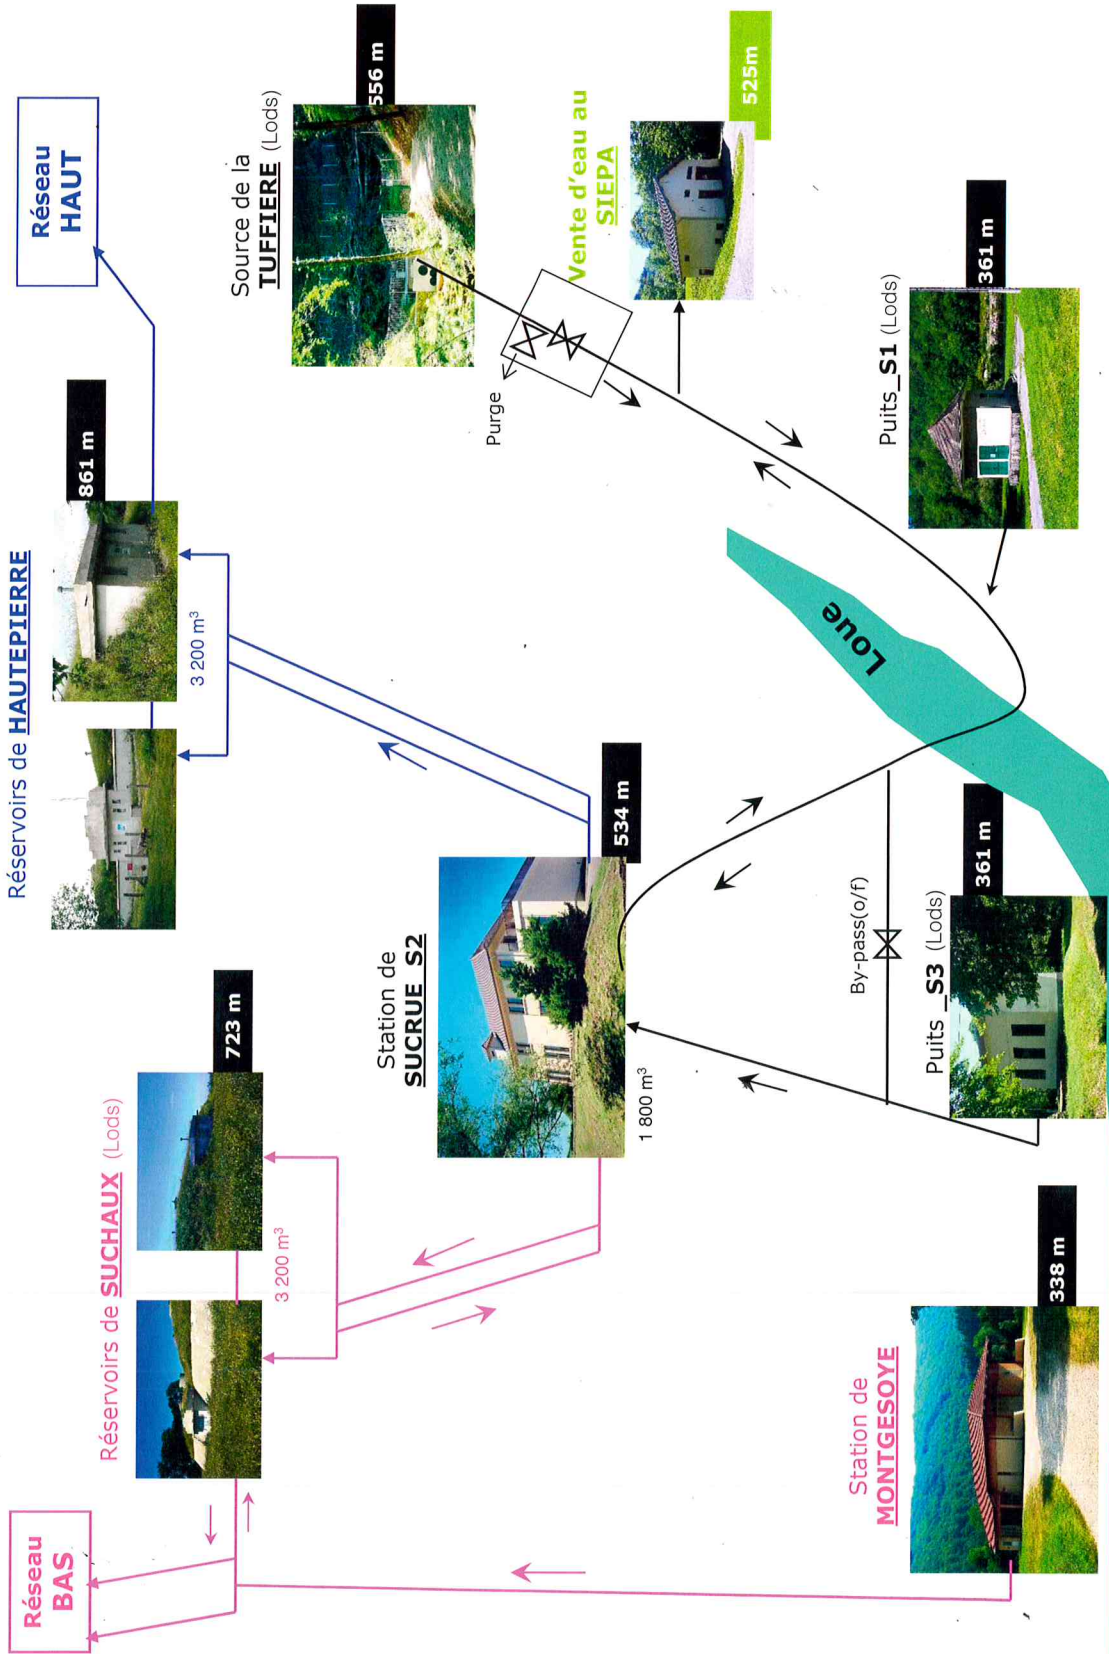 Réseau
BAS
Réservoirs de SUCHAUX (Lods)
723 m
3 200 m³
Réservoirs de HAUTEPIERRE
861 m
3 200 m³
Réseau
HAUT
Station de
SUCRUE S2
534 m
1 800 m³
Source de la
TUFFIERE (Lods)
556 m
Purge
Vente d'eau au
SIEPA
525m
Station de
MONTGESOYE
338 m
By-pass(o/f)
Puits _S3 (Lods)
361 m
Loue
Puits_S1 (Lods)
361 m